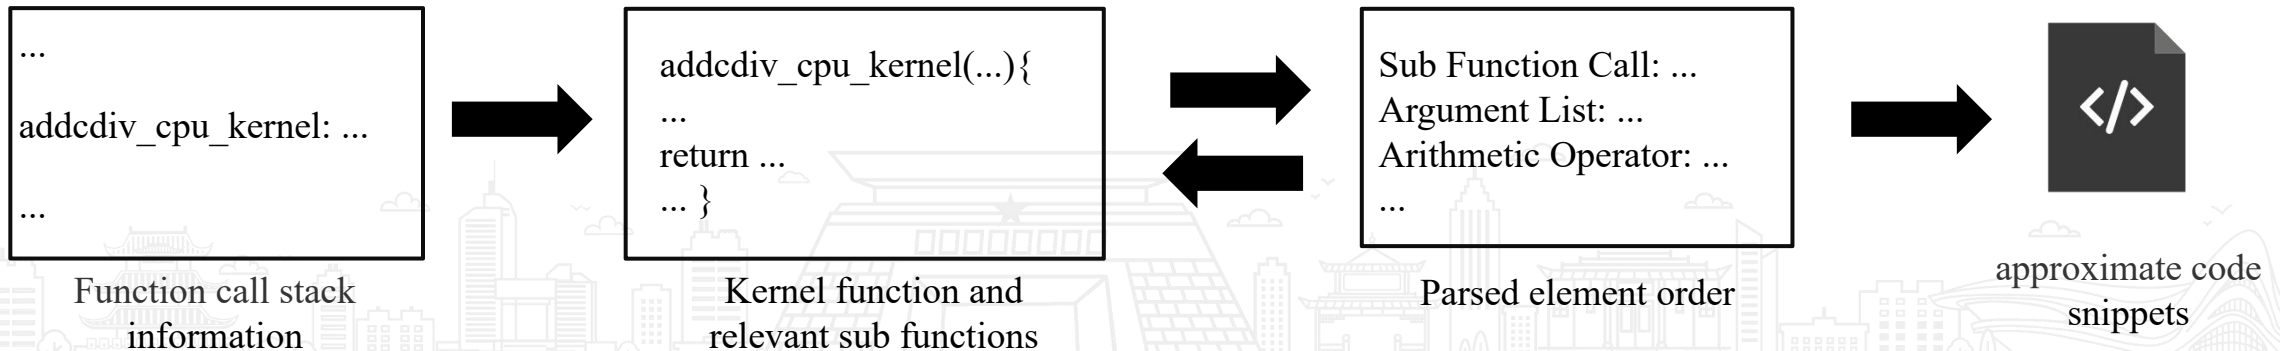 ...
addcdiv_cpu_kernel: ...
...
Function call stack
information
addcdiv_cpu_kernel(...){
...
return ...
... }
Kernel function and
relevant sub functions
Sub Function Call: ...
Argument List: ...
Arithmetic Operator: ...
...
Parsed element order
</>
approximate code
snippets